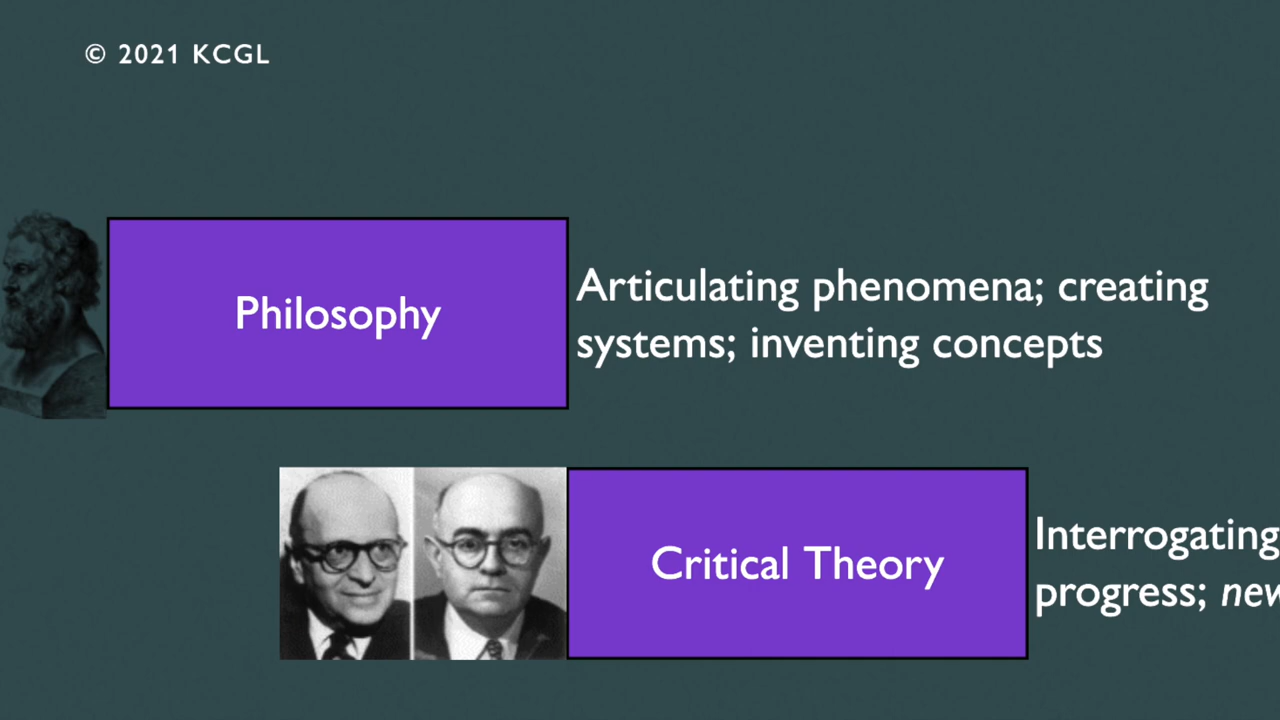 © 2021 KCGL
Philosophy
Articulating phenomena; creating
systems; inventing concepts
Critical Theory
Interrogating
progress;